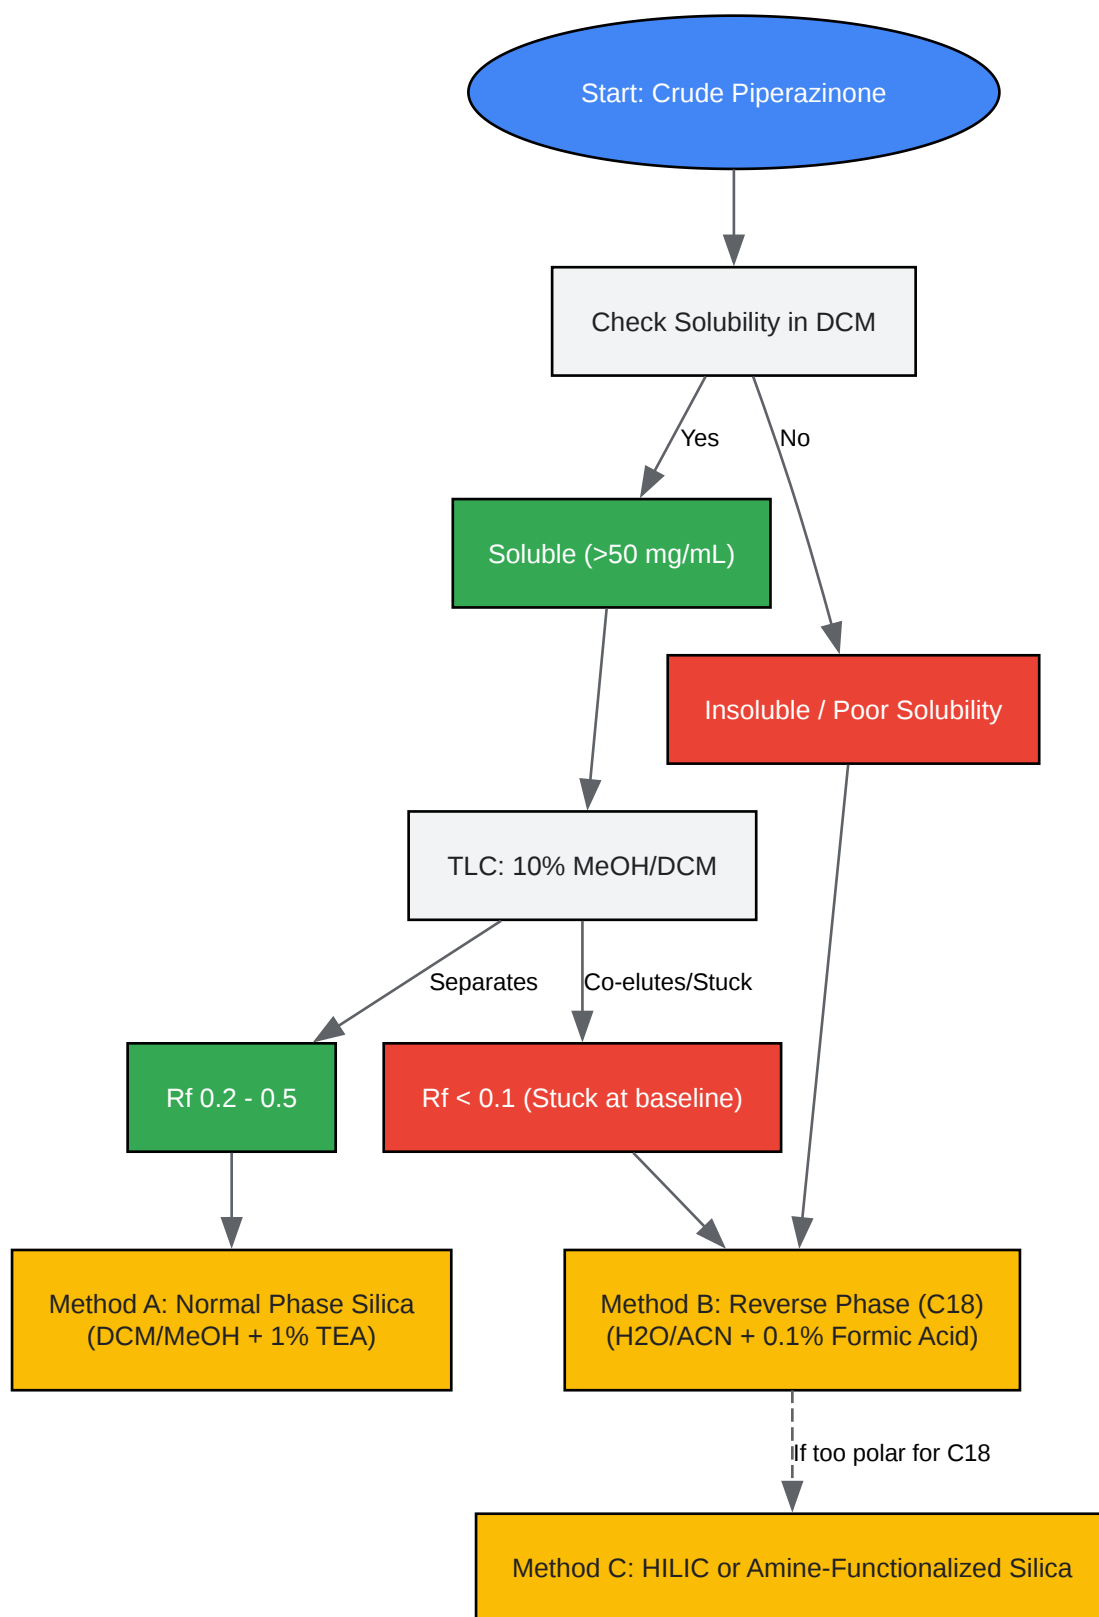 Start: Crude Piperazinone
Check Solubility in DCM
Yes
No
Soluble (>50 mg/mL)
Insoluble / Poor Solubility
TLC: 10% MeOH/DCM
Separates
Co-elutes/Stuck
Rf 0.2 - 0.5
Rf < 0.1 (Stuck at baseline)
Method A: Normal Phase Silica
(DCM/MeOH + 1% TEA)
Method B: Reverse Phase (C18)
(H2O/ACN + 0.1% Formic Acid)
If too polar for C18
Method C: HILIC or Amine-Functionalized Silica